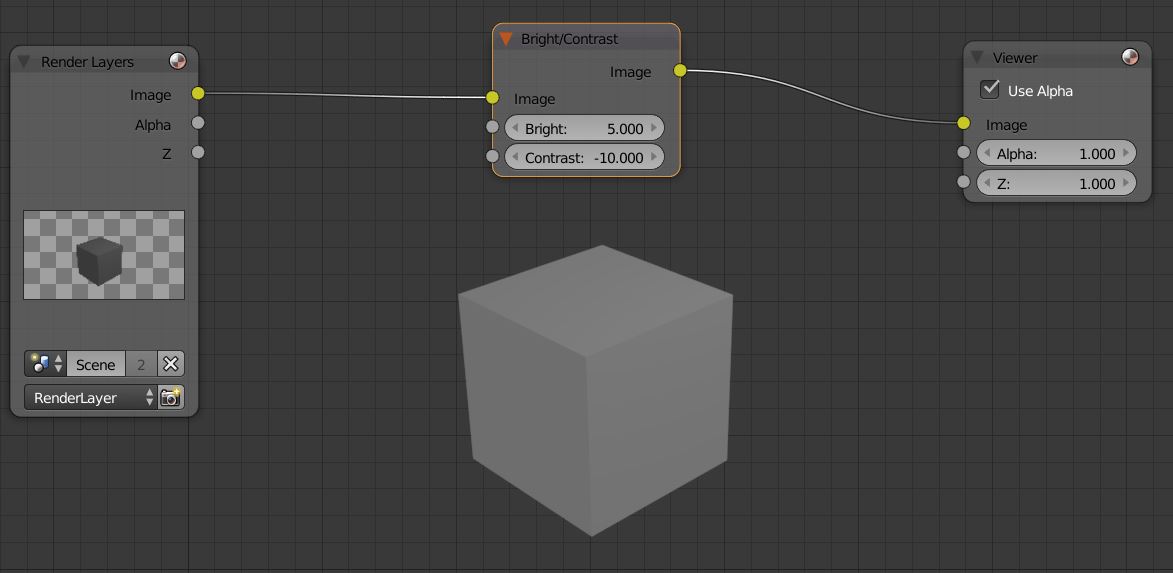 Render Layers
Image
Alpha
Z
Scene 2
RenderLayer
Bright/Contrast
Image
Image
Bright: 5.000
Contrast: -10.000
Viewer
Use Alpha
Image
Alpha: 1.000
Z: 1.000